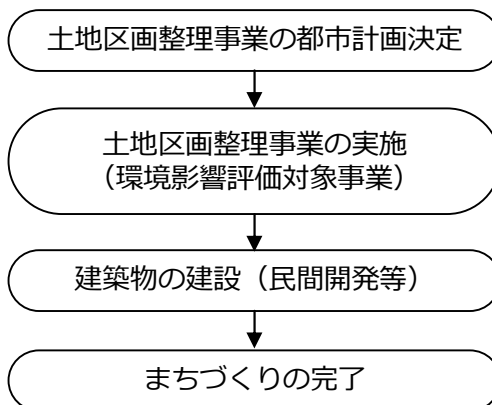 土地区画整理事業の都市計画決定
土地区画整理事業の実施
（環境影響評価対象事業）
建築物の建設（民間開発等）
まちづくりの完了